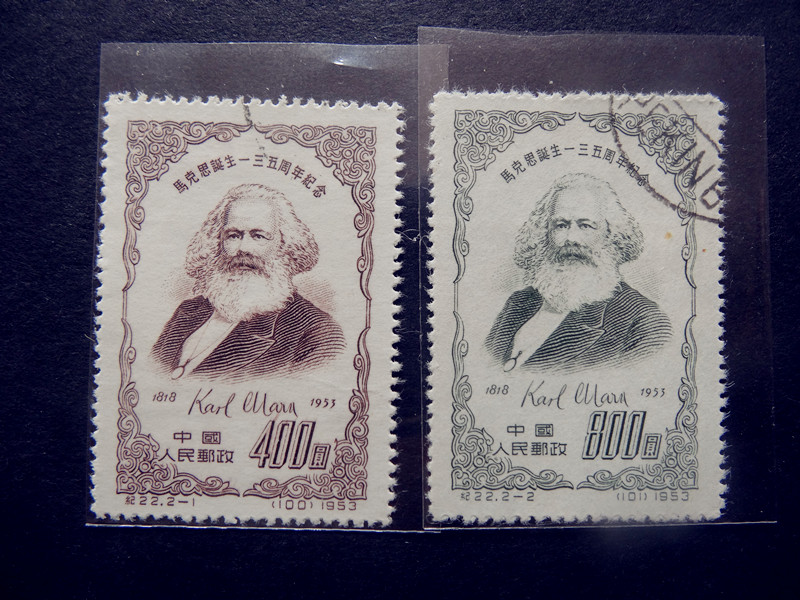 馬克思誕生一三五周年紀念
1818 Karl Marx 1953
中國
人民郵政
400圓
紀22.2-1 (100) 1953
馬克思誕生一三五周年紀念
1818 Karl Marx 1953
中國
人民郵政
800圓
紀22.2-2 (101) 1953
KING